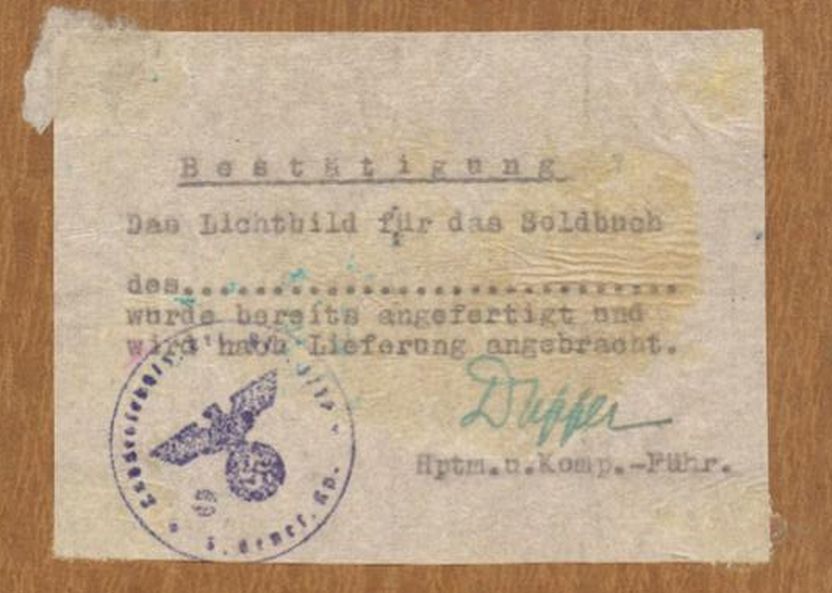 Bestätigung
Das Lichtbild für das Soldbuch
des............................
wurde bereits angefertigt und
wird nach Lieferung angebracht.
Hptm.u.Komp.-Führ.